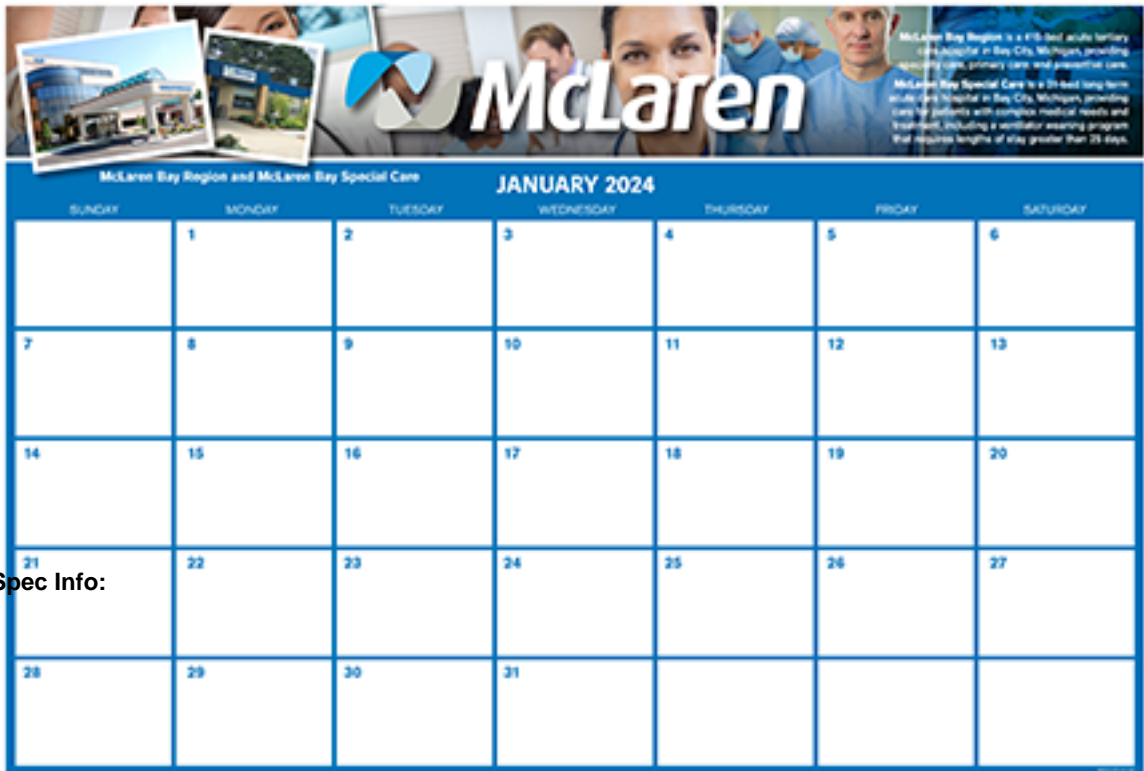 McLaren
McLaren Bay Region is a 415-bed acute tertiary
care hospital in Bay City, Michigan, providing
specialty care, primary care and preventive care.
McLaren Bay Special Care is a 31-bed long-term
acute care hospital in Bay City, Michigan, providing
care for patients with complex medical needs and
treatment, including a ventilator weaning program
that requires lengths of stay greater than 25 days.
McLaren Bay Region and McLaren Bay Special Care
JANUARY 2024
SUNDAY MONDAY TUESDAY WEDNESDAY THURSDAY FRIDAY SATURDAY
1 2 3 4 5 6
7 8 9 10 11 12 13
14 15 16 17 18 19 20
21 22 23 24 25 26 27
Spec Info:
28 29 30 31